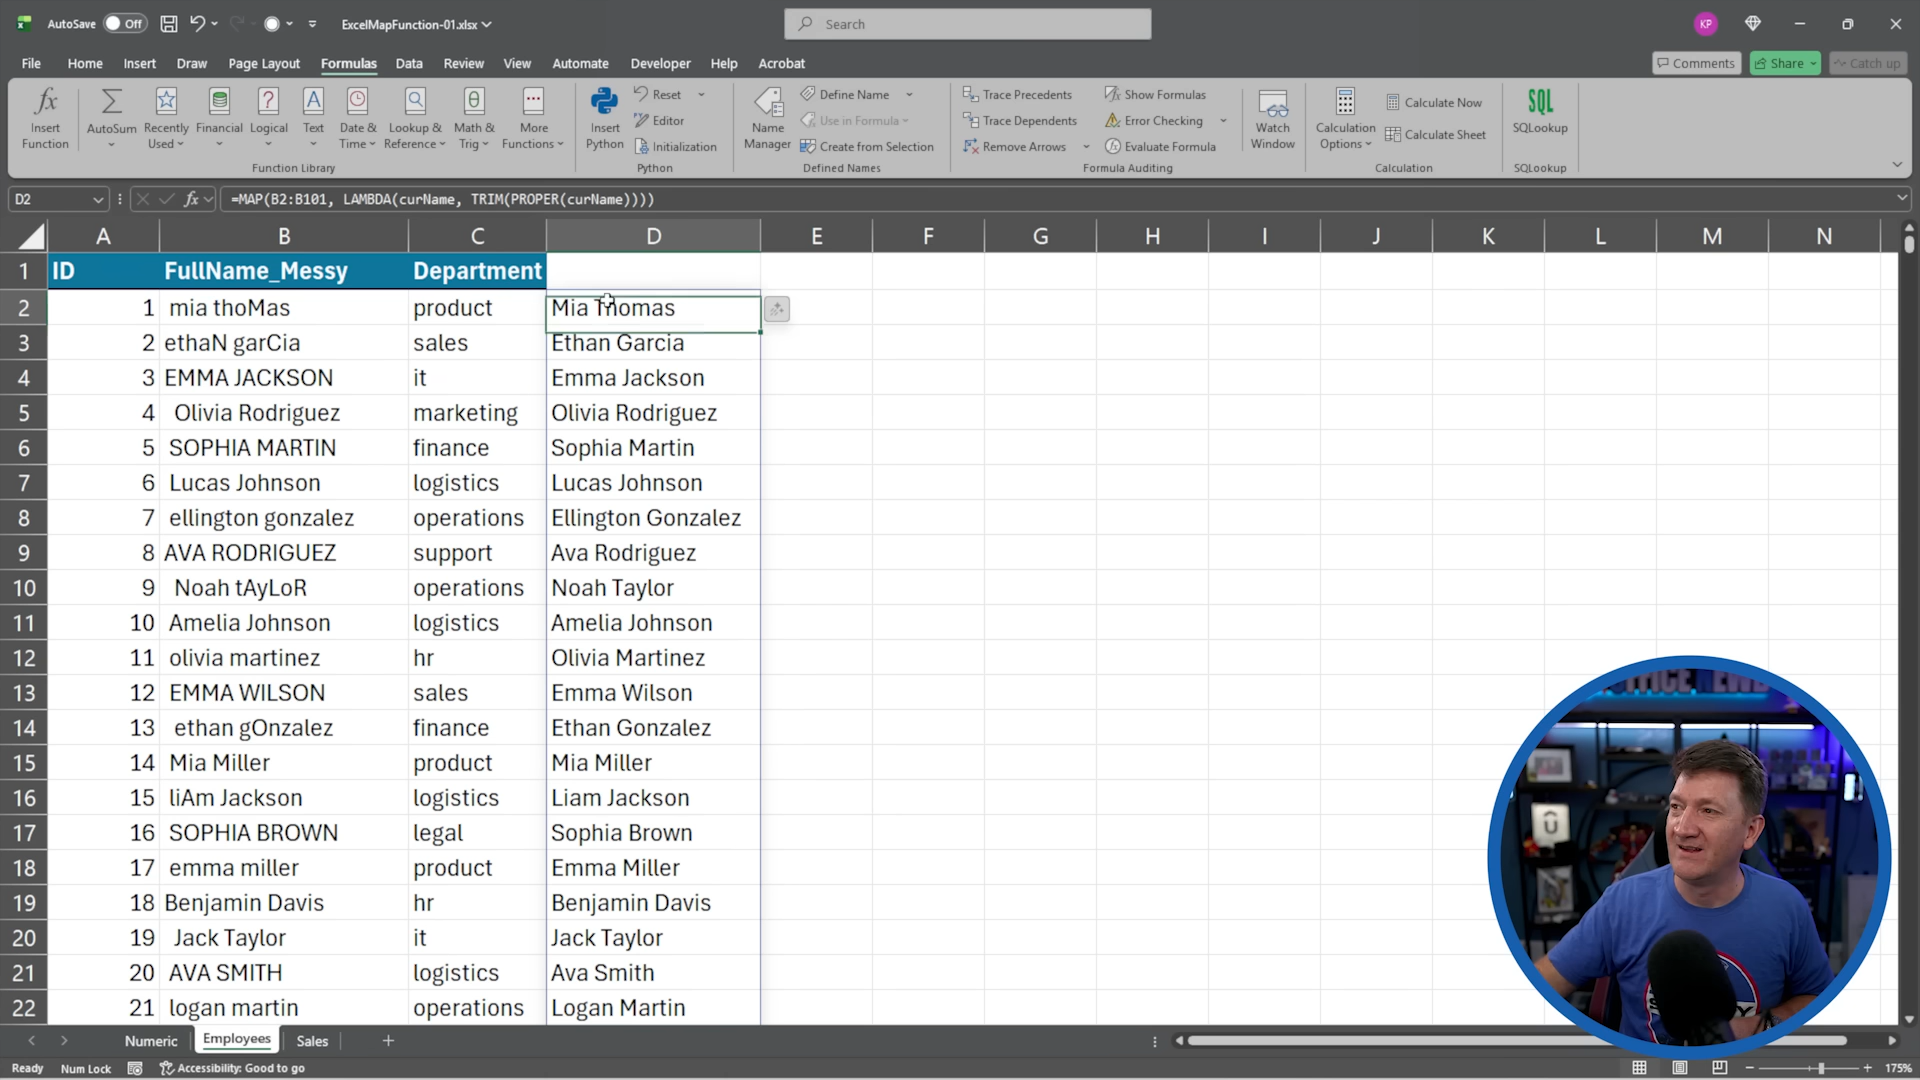 AutoSave Off ExcelMapFunction-01.xlsx Search KP
File Home Insert Draw Page Layout Formulas Data Review View Automate Developer Help Acrobat Comments Share Catch up
Insert Function
AutoSum
Recently Used
Financial
Logical
Text
Date & Time
Lookup & Reference
Math & Trig
More Functions
Function Library
Insert Python
Reset
Editor
Initialization
Python
Name Manager
Define Name
Use in Formula
Create from Selection
Defined Names
Trace Precedents
Trace Dependents
Remove Arrows
Show Formulas
Error Checking
Evaluate Formula
Formula Auditing
Watch Window
Calculation Options
Calculate Now
Calculate Sheet
Calculation
SQL
SQLookup
SQLookup
D2 fx =MAP(B2:B101, LAMBDA(curName, TRIM(PROPER(curName))))
A B C D E F G H I J K L M N
1 ID FullName_Messy Department
2 1 mia thoMas product Mia Thomas
3 2 ethaN garCia sales Ethan Garcia
4 3 EMMA JACKSON it Emma Jackson
5 4 Olivia Rodriguez marketing Olivia Rodriguez
6 5 SOPHIA MARTIN finance Sophia Martin
7 6 Lucas Johnson logistics Lucas Johnson
8 7 ellington gonzalez operations Ellington Gonzalez
9 8 AVA RODRIGUEZ support Ava Rodriguez
10 9 Noah tAyLoR operations Noah Taylor
11 10 Amelia Johnson logistics Amelia Johnson
12 11 olivia martinez hr Olivia Martinez
13 12 EMMA WILSON sales Emma Wilson
14 13 ethan gOnzalez finance Ethan Gonzalez
15 14 Mia Miller product Mia Miller
16 15 liAm Jackson logistics Liam Jackson
17 16 SOPHIA BROWN legal Sophia Brown
18 17 emma miller product Emma Miller
19 18 Benjamin Davis hr Benjamin Davis
20 19 Jack Taylor it Jack Taylor
21 20 AVA SMITH logistics Ava Smith
22 21 logan martin operations Logan Martin
Numeric Employees Sales
Ready Num Lock Accessibility: Good to go 175%